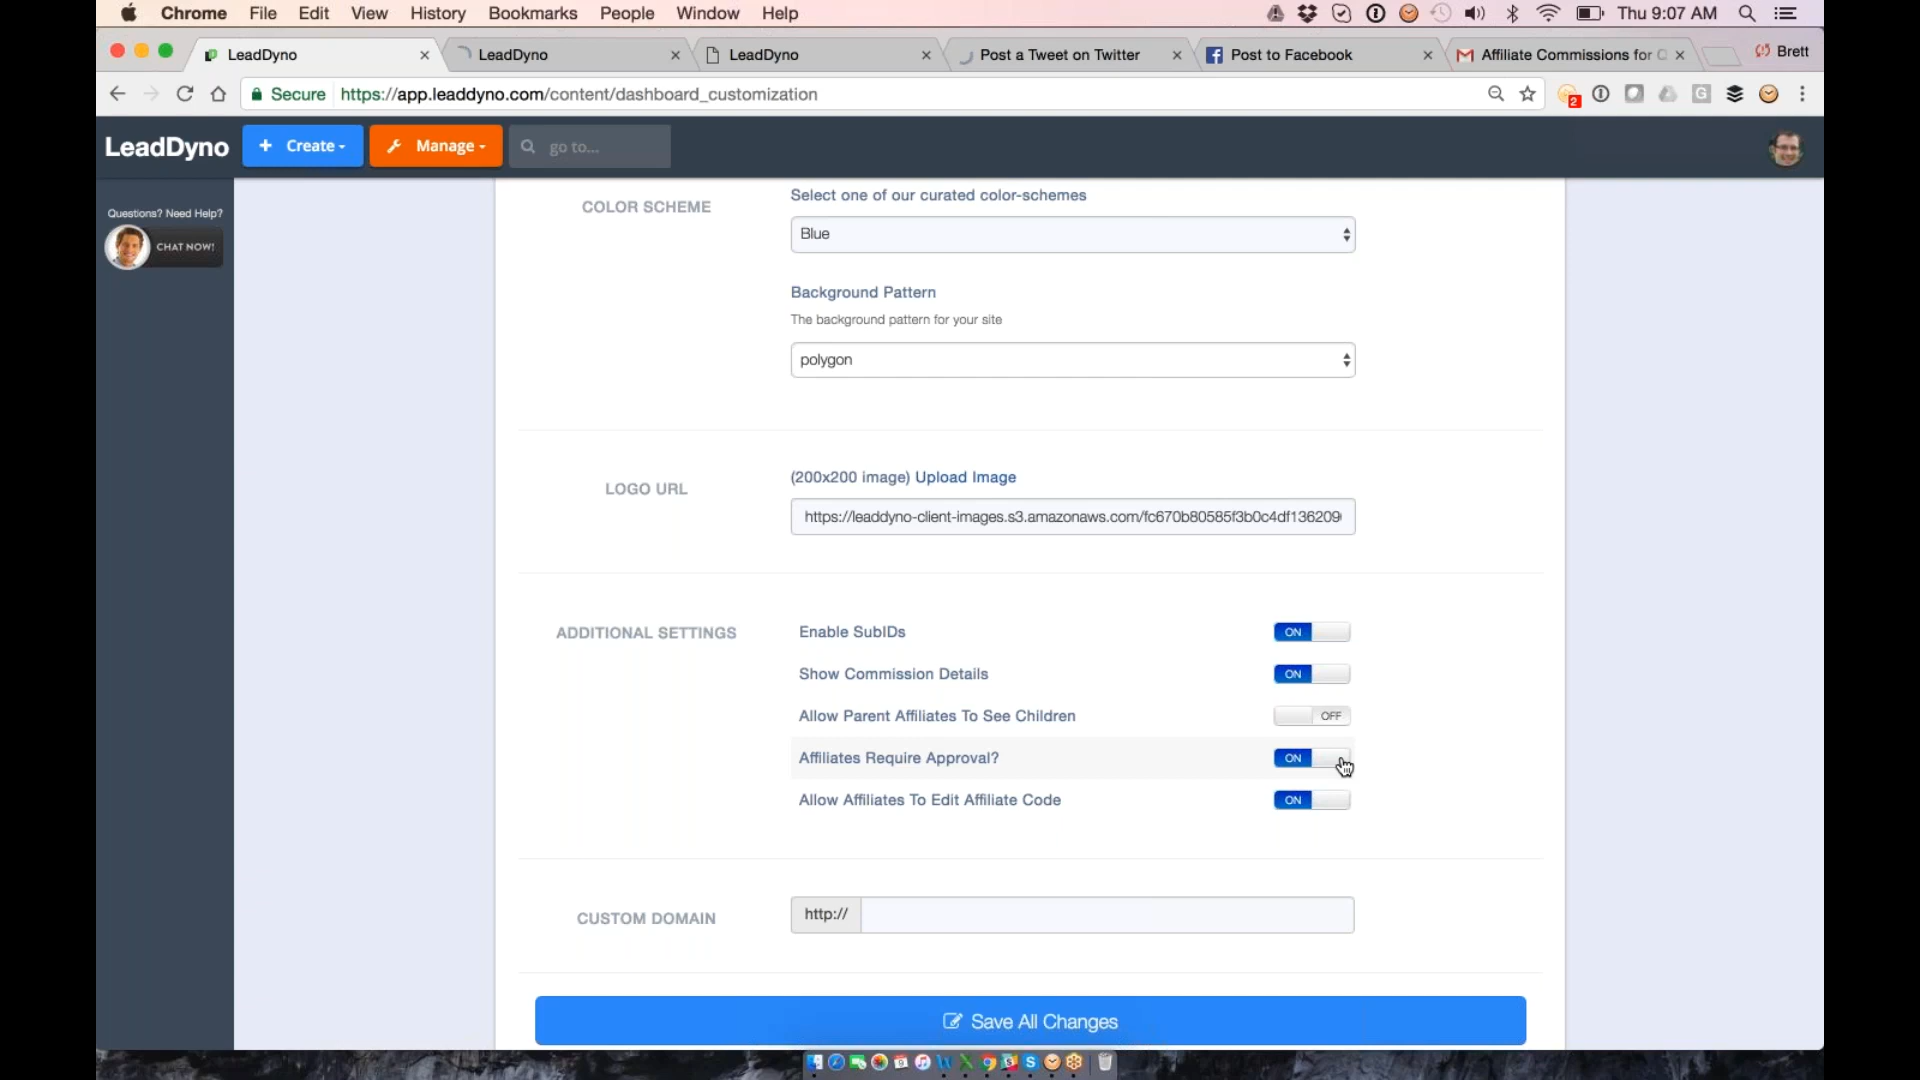 Chrome File Edit View History Bookmarks People Window Help Thu 9:07 AM
LeadDyno LeadDyno LeadDyno Post a Tweet on Twitter Post to Facebook Affiliate Commissions for Brett
Secure https://app.leaddyno.com/content/dashboard_customization 2
LeadDyno + Create Manage go to...
Questions? Need Help?
CHAT NOW!
COLOR SCHEME
Select one of our curated color-schemes
Blue
Background Pattern
The background pattern for your site
polygon
LOGO URL
(200x200 image) Upload Image
https://leaddyno-client-images.s3.amazonaws.com/fc670b80585f3b0c4df136209
ADDITIONAL SETTINGS
Enable SubIDs ON
Show Commission Details ON
Allow Parent Affiliates To See Children OFF
Affiliates Require Approval? ON
Allow Affiliates To Edit Affiliate Code ON
CUSTOM DOMAIN
http://
Save All Changes